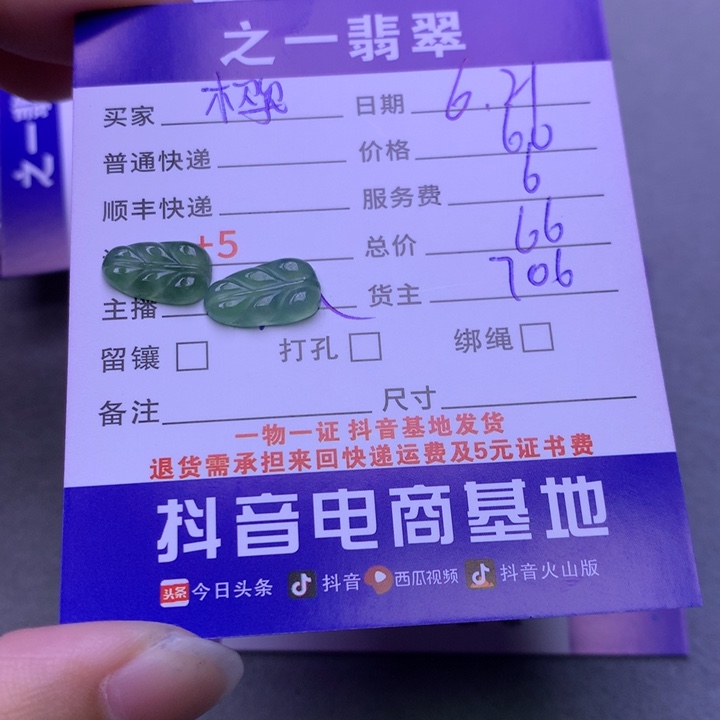 之一翡翠
买家 日期 6.21
普通快递 价格 60
顺丰快递 服务费 6
+5 总价 66
主播 货主 706
留镶 打孔 绑绳
备注 尺寸
一物一证 抖音基地发货
退货需承担来回快递运费及5元证书费
抖音电商基地
头条 今日头条 抖音 西瓜视频 抖音火山版
之一